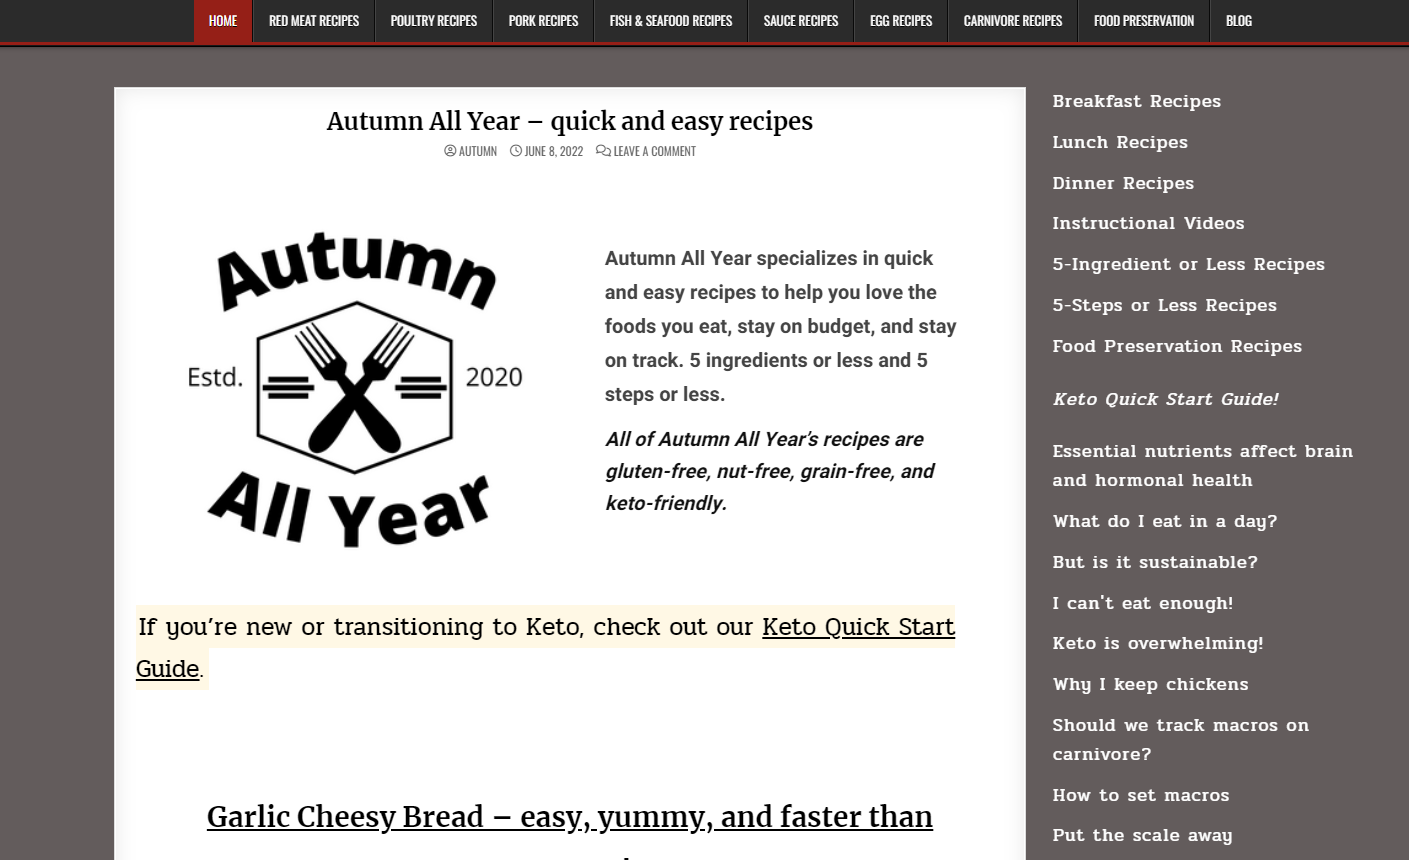 HOME RED MEAT RECIPES POULTRY RECIPES PORK RECIPES FISH & SEAFOOD RECIPES SAUCE RECIPES EGG RECIPES CARNIVORE RECIPES FOOD PRESERVATION BLOG
Autumn All Year – quick and easy recipes
AUTUMN JUNE 8, 2022 LEAVE A COMMENT
Autumn
Estd. 2020
All Year
Autumn All Year specializes in quick
and easy recipes to help you love the
foods you eat, stay on budget, and stay
on track. 5 ingredients or less and 5
steps or less.
All of Autumn All Year's recipes are
gluten-free, nut-free, grain-free, and
keto-friendly.
If you're new or transitioning to Keto, check out our Keto Quick Start
Guide.
Garlic Cheesy Bread – easy, yummy, and faster than
Breakfast Recipes
Lunch Recipes
Dinner Recipes
Instructional Videos
5-Ingredient or Less Recipes
5-Steps or Less Recipes
Food Preservation Recipes
Keto Quick Start Guide!
Essential nutrients affect brain
and hormonal health
What do I eat in a day?
But is it sustainable?
I can't eat enough!
Keto is overwhelming!
Why I keep chickens
Should we track macros on
carnivore?
How to set macros
Put the scale away